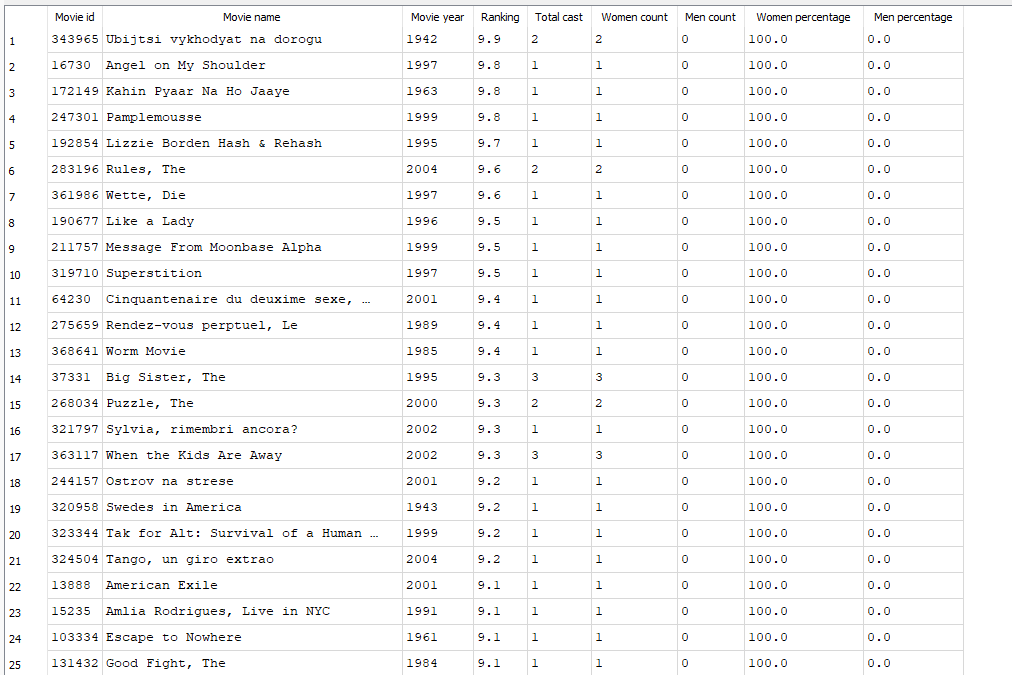 Movie id Movie name Movie year Ranking Total cast Women count Men count Women percentage Men percentage
1 343965 Ubijtsi vykhodyat na dorogu 1942 9.9 2 2 0 100.0 0.0
2 16730 Angel on My Shoulder 1997 9.8 1 1 0 100.0 0.0
3 172149 Kahin Pyaar Na Ho Jaaye 1963 9.8 1 1 0 100.0 0.0
4 247301 Pamplemousse 1999 9.8 1 1 0 100.0 0.0
5 192854 Lizzie Borden Hash & Rehash 1995 9.7 1 1 0 100.0 0.0
6 283196 Rules, The 2004 9.6 2 2 0 100.0 0.0
7 361986 Wette, Die 1997 9.6 1 1 0 100.0 0.0
8 190677 Like a Lady 1996 9.5 1 1 0 100.0 0.0
9 211757 Message From Moonbase Alpha 1999 9.5 1 1 0 100.0 0.0
10 319710 Superstition 1997 9.5 1 1 0 100.0 0.0
11 64230 Cinquantenaire du deuxime sexe, … 2001 9.4 1 1 0 100.0 0.0
12 275659 Rendez-vous perptuel, Le 1989 9.4 1 1 0 100.0 0.0
13 368641 Worm Movie 1985 9.4 1 1 0 100.0 0.0
14 37331 Big Sister, The 1995 9.3 3 3 0 100.0 0.0
15 268034 Puzzle, The 2000 9.3 2 2 0 100.0 0.0
16 321797 Sylvia, rimembri ancora? 2002 9.3 1 1 0 100.0 0.0
17 363117 When the Kids Are Away 2002 9.3 3 3 0 100.0 0.0
18 244157 Ostrov na strese 2001 9.2 1 1 0 100.0 0.0
19 320958 Swedes in America 1943 9.2 1 1 0 100.0 0.0
20 323344 Tak for Alt: Survival of a Human … 1999 9.2 1 1 0 100.0 0.0
21 324504 Tango, un giro extrao 2004 9.2 1 1 0 100.0 0.0
22 13888 American Exile 2001 9.1 1 1 0 100.0 0.0
23 15235 Amlia Rodrigues, Live in NYC 1991 9.1 1 1 0 100.0 0.0
24 103334 Escape to Nowhere 1961 9.1 1 1 0 100.0 0.0
25 131432 Good Fight, The 1984 9.1 1 1 0 100.0 0.0